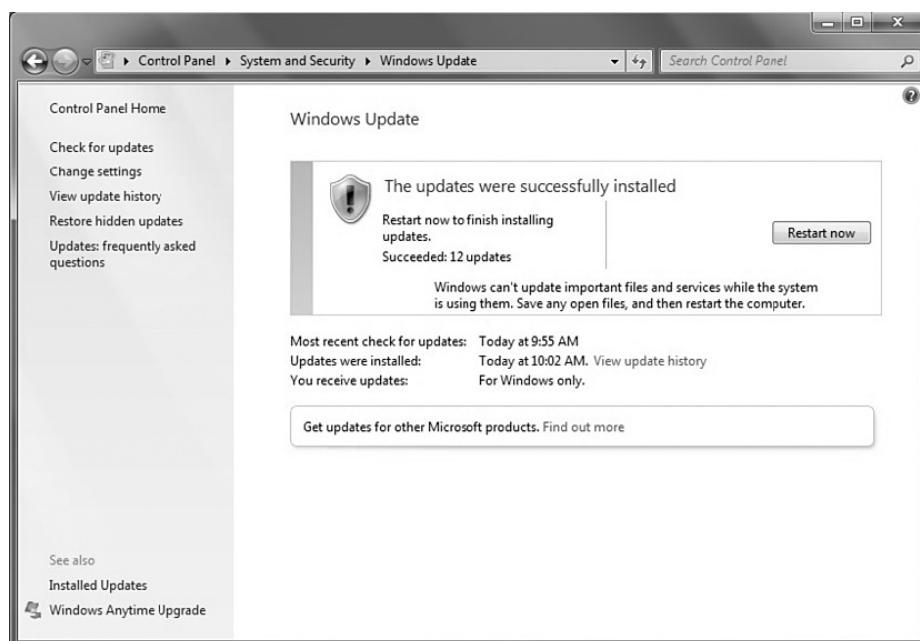 Control Panel ▸ System and Security ▸ Windows Update
Search Control Panel
Control Panel Home
Check for updates
Change settings
View update history
Restore hidden updates
Updates: frequently asked
questions
See also
Installed Updates
Windows Anytime Upgrade
Windows Update
The updates were successfully installed
Restart now to finish installing
updates.
Succeeded: 12 updates
Restart now
Windows can't update important files and services while the system
is using them. Save any open files, and then restart the computer.
Most recent check for updates: Today at 9:55 AM
Updates were installed: Today at 10:02 AM. View update history
You receive updates: For Windows only.
Get updates for other Microsoft products. Find out more